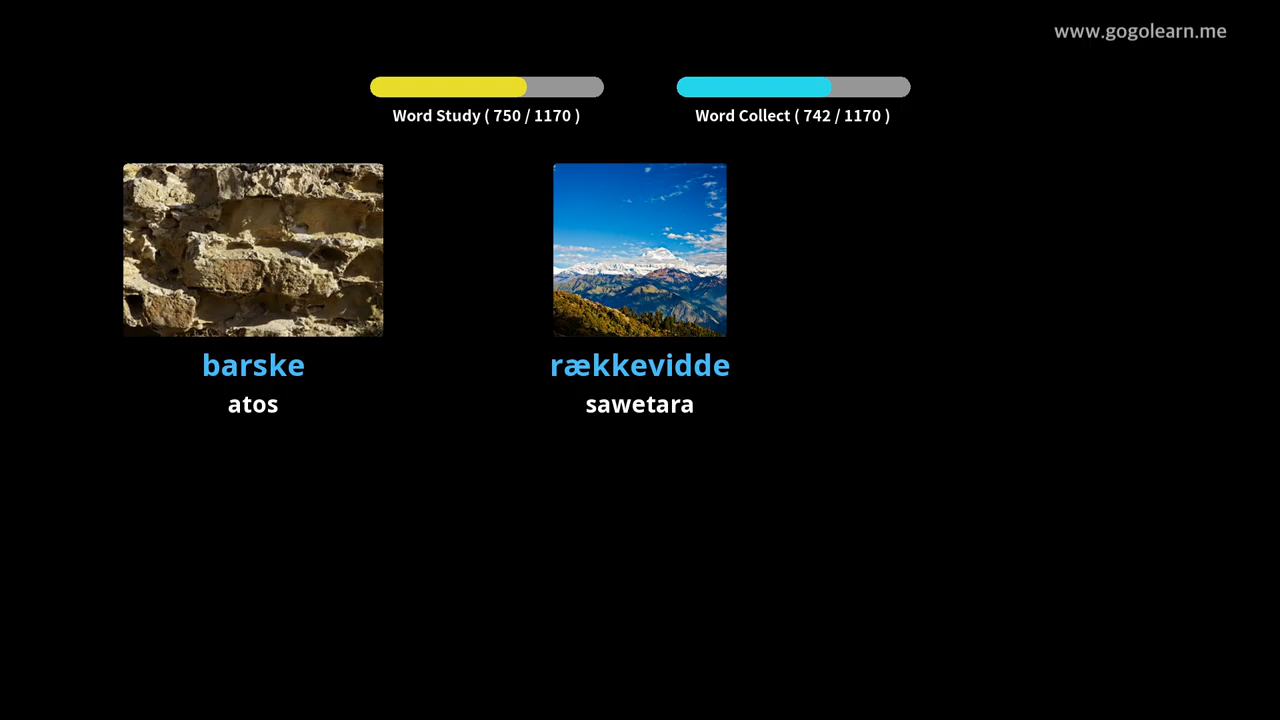 www.gogolearn.me
Word Study ( 750 / 1170 )
Word Collect ( 742 / 1170 )
barske
atos
rækkevidde
sawetara